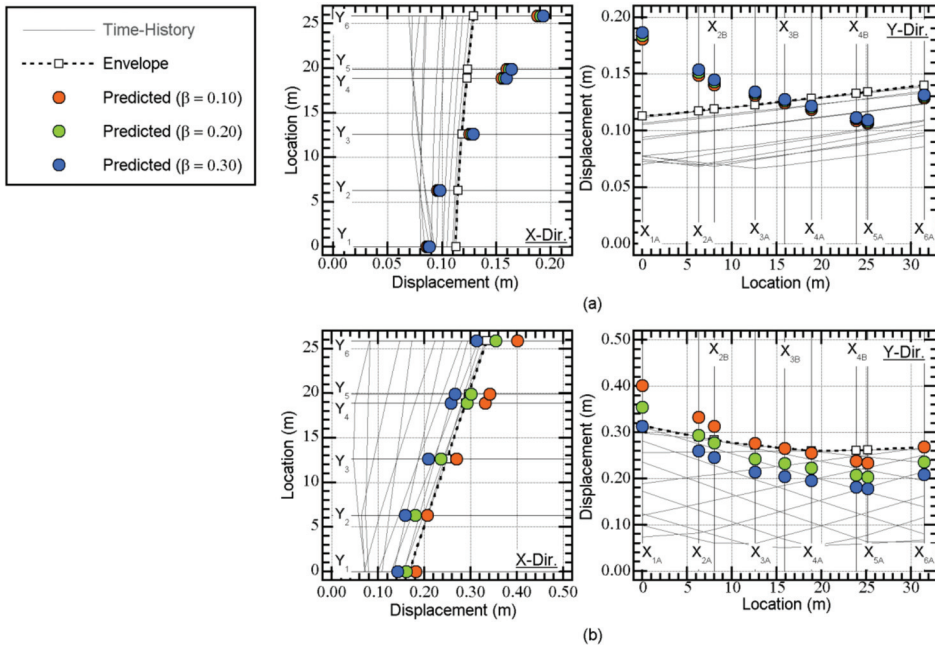 Time-History
Envelope
Predicted (β = 0.10)
Predicted (β = 0.20)
Predicted (β = 0.30)
Location (m)
25
20
15
10
5
0
Y6
Y5
Y4
Y3
Y2
Y1
X-Dir.
0.00 0.05 0.10 0.15 0.20
Displacement (m)
Displacement (m)
0.20
0.15
0.10
0.05
0.00
X2B X3B X4B
Y-Dir.
X1A X2A X3A X4A X5A X6A
0 5 10 15 20 25 30
Location (m)
(a)
Location (m)
25
20
15
10
5
0
Y6
Y5
Y4
Y3
Y2
Y1
X-Dir.
0.00 0.10 0.20 0.30 0.40 0.50
Displacement (m)
Displacement (m)
0.50
0.40
0.30
0.20
0.10
0.00
X2B X3B X4B
Y-Dir.
X1A X2A X3A X4A X5A X6A
0 5 10 15 20 25 30
Location (m)
(b)